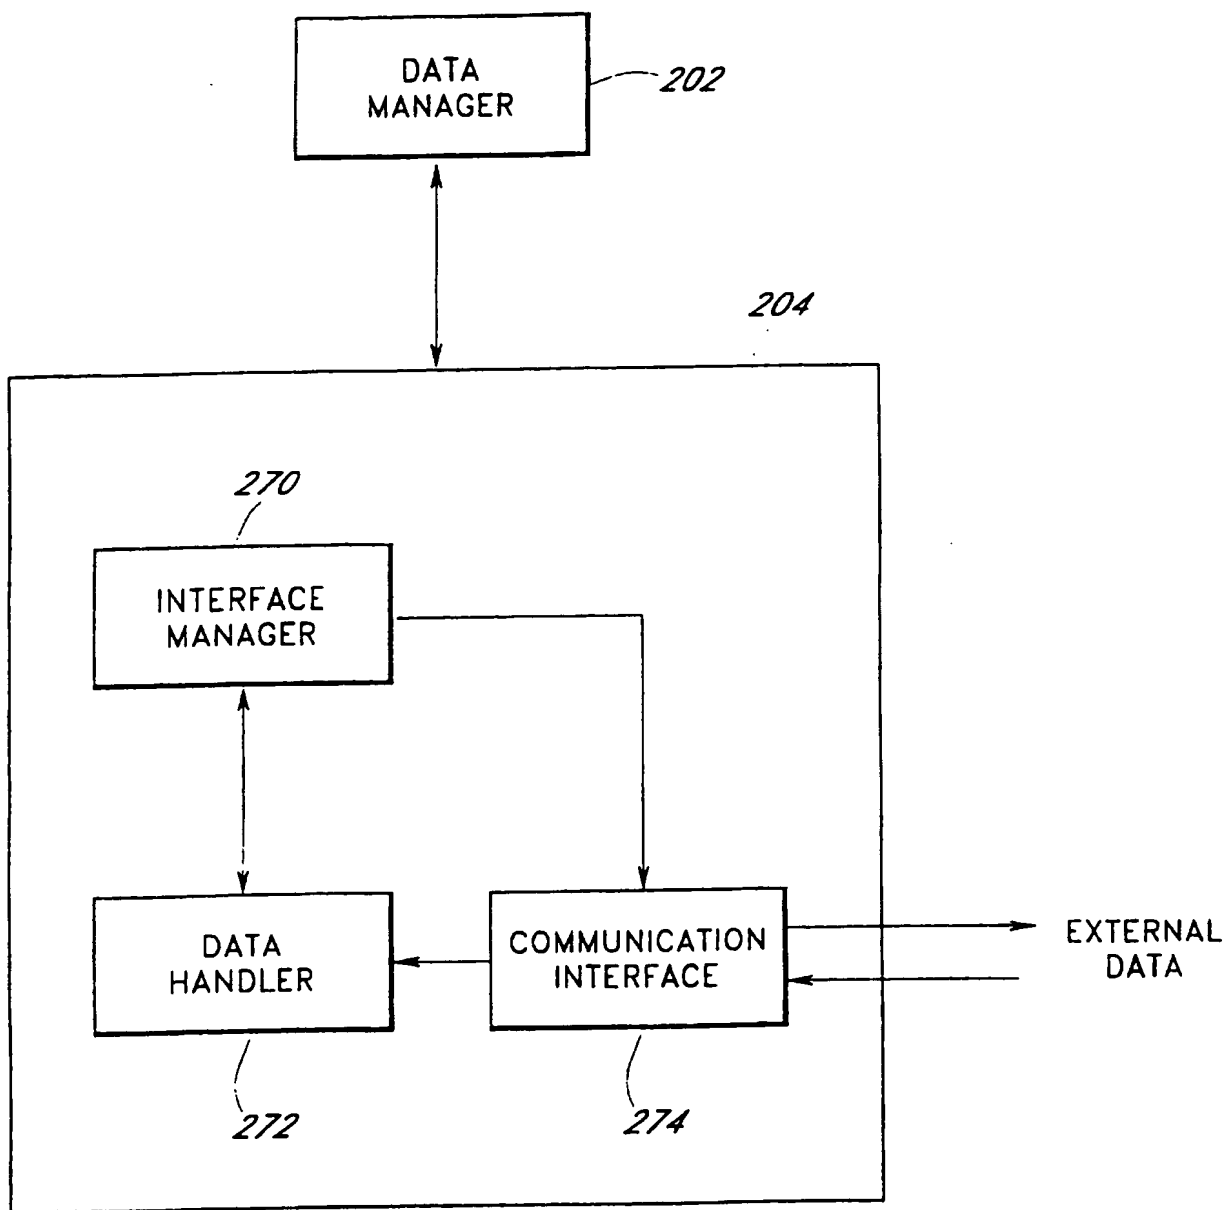 DATA
MANAGER
202
204
270
INTERFACE
MANAGER
DATA
HANDLER
COMMUNICATION
INTERFACE
EXTERNAL
DATA
272
274